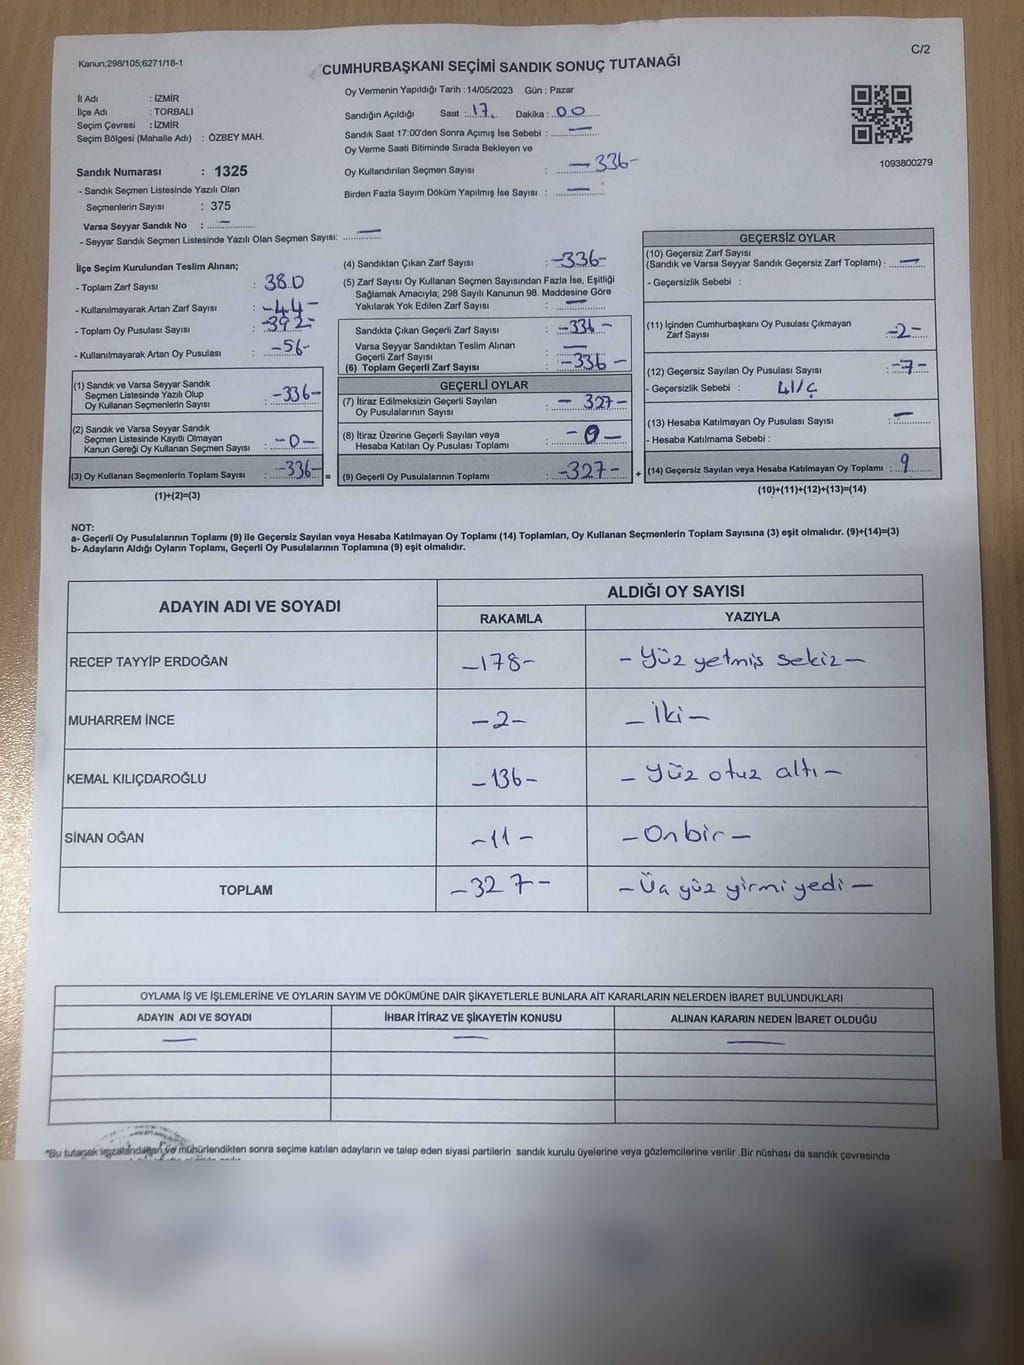 Kanun;298/105;6271/18-1
C/2
CUMHURBAŞKANI SEÇİMİ SANDIK SONUÇ TUTANAĞI
İl Adı : İZMİR
İlçe Adı : TORBALI
Seçim Çevresi : İZMİR
Seçim Bölgesi (Mahalle Adı) : ÖZBEY MAH.
Sandık Numarası : 1325
- Sandık Seçmen Listesinde Yazılı Olan
Seçmenlerin Sayısı : 375
Varsa Seyyar Sandık No : —
- Seyyar Sandık Seçmen Listesinde Yazılı Olan Seçmen Sayısı: —
Oy Vermenin Yapıldığı Tarih :14/05/2023 Gün : Pazar
Sandığın Açıldığı Saat : 17 Dakika : 00
Sandık Saat 17:00'den Sonra Açımış İse Sebebi : —
Oy Verme Saati Bitiminde Sırada Bekleyen ve
Oy Kullandırılan Seçmen Sayısı : —336-
Birden Fazla Sayım Döküm Yapılmış İse Sayısı : —
1093800279
İlçe Seçim Kurulundan Teslim Alınan;
- Toplam Zarf Sayısı : 380
- Kullanılmayarak Artan Zarf Sayısı : -44-
- Toplam Oy Pusulası Sayısı : -392-
- Kullanılmayarak Artan Oy Pusulası : -56-
(1) Sandık ve Varsa Seyyar Sandık
Seçmen Listesinde Yazılı Olup
Oy Kullanan Seçmenlerin Sayısı : -336-
(2) Sandık ve Varsa Seyyar Sandık
Seçmen Listesinde Kayıtlı Olmayan
Kanun Gereği Oy Kullanan Seçmen Sayısı : -0-
(3) Oy Kullanan Seçmenlerin Toplam Sayısı : -336-
(1)+(2)=(3)
=
(4) Sandıktan Çıkan Zarf Sayısı : -336-
(5) Zarf Sayısı Oy Kullanan Seçmen Sayısından Fazla İse, Eşitliği
Sağlamak Amacıyla; 298 Sayılı Kanunun 98. Maddesine Göre
Yakılarak Yok Edilen Zarf Sayısı : —
Sandıkta Çıkan Geçerli Zarf Sayısı : -336-
Varsa Seyyar Sandıktan Teslim Alınan
Geçerli Zarf Sayısı : —
(6) Toplam Geçerli Zarf Sayısı : -336-
GEÇERLİ OYLAR
(7) İtiraz Edilmeksizin Geçerli Sayılan
Oy Pusulalarının Sayısı : -327-
(8) İtiraz Üzerine Geçerli Sayılan veya
Hesaba Katılan Oy Pusulası Toplamı : -0-
(9) Geçerli Oy Pusulalarının Toplamı : -327-
+
GEÇERSİZ OYLAR
(10) Geçersiz Zarf Sayısı
(Sandık ve Varsa Seyyar Sandık Geçersiz Zarf Toplamı) : —
- Geçersizlik Sebebi :
(11) İçinden Cumhurbaşkanı Oy Pusulası Çıkmayan
Zarf Sayısı : -2-
(12) Geçersiz Sayılan Oy Pusulası Sayısı : -7-
- Geçersizlik Sebebi : 41/Ç
(13) Hesaba Katılmayan Oy Pusulası Sayısı : —
- Hesaba Katılmama Sebebi :
(14) Geçersiz Sayılan veya Hesaba Katılmayan Oy Toplamı : 9
(10)+(11)+(12)+(13)=(14)
NOT:
a- Geçerli Oy Pusulalarının Toplamı (9) ile Geçersiz Sayılan veya Hesaba Katılmayan Oy Toplamı (14) Toplamları, Oy Kullanan Seçmenlerin Toplam Sayısına (3) eşit olmalıdır. (9)+(14)=(3)
b- Adayların Aldığı Oyların Toplamı, Geçerli Oy Pusulalarının Toplamına (9) eşit olmalıdır.
ADAYIN ADI VE SOYADI
ALDIĞI OY SAYISI
RAKAMLA YAZIYLA
RECEP TAYYİP ERDOĞAN -178- -Yüz yetmiş sekiz-
MUHARREM İNCE -2- -İki-
KEMAL KILIÇDAROĞLU -136- -Yüz otuz altı-
SİNAN OĞAN -11- -On bir-
TOPLAM -327- -Üç yüz yirmi yedi-
OYLAMA İŞ VE İŞLEMLERİNE VE OYLARIN SAYIM VE DÖKÜMÜNE DAİR ŞİKAYETLERLE BUNLARA AİT KARARLARIN NELERDEN İBARET BULUNDUKLARI
ADAYIN ADI VE SOYADI İHBAR İTİRAZ VE ŞİKAYETİN KONUSU ALINAN KARARIN NEDEN İBARET OLDUĞU
— — —
*Bu tutanak imzalandıktan ve mühürlendikten sonra seçime katılan adayların ve talep eden siyasi partilerin sandık kurulu üyelerine veya gözlemcilerine verilir .Bir nüshası da sandık çevresinde